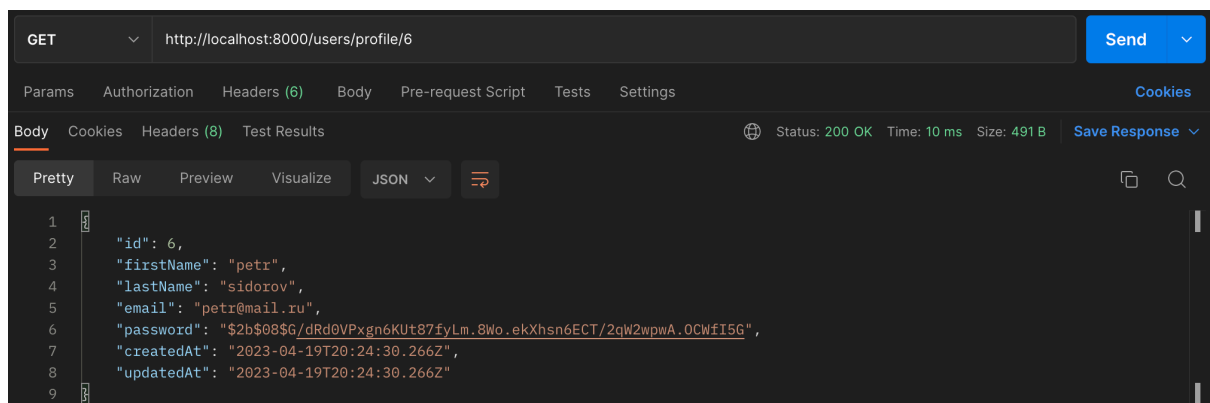 GET http://localhost:8000/users/profile/6 Send
Params Authorization Headers (6) Body Pre-request Script Tests Settings Cookies
Body Cookies Headers (8) Test Results Status: 200 OK Time: 10 ms Size: 491 B Save Response
Pretty Raw Preview Visualize JSON
1 {
2 "id": 6,
3 "firstName": "petr",
4 "lastName": "sidorov",
5 "email": "petr@mail.ru",
6 "password": "$2b$08$G/dRd0VPxgn6KUt87fyLm.8Wo.ekXhsn6ECT/2qW2wpwA.OCWfI5G",
7 "createdAt": "2023-04-19T20:24:30.266Z",
8 "updatedAt": "2023-04-19T20:24:30.266Z"
9 }